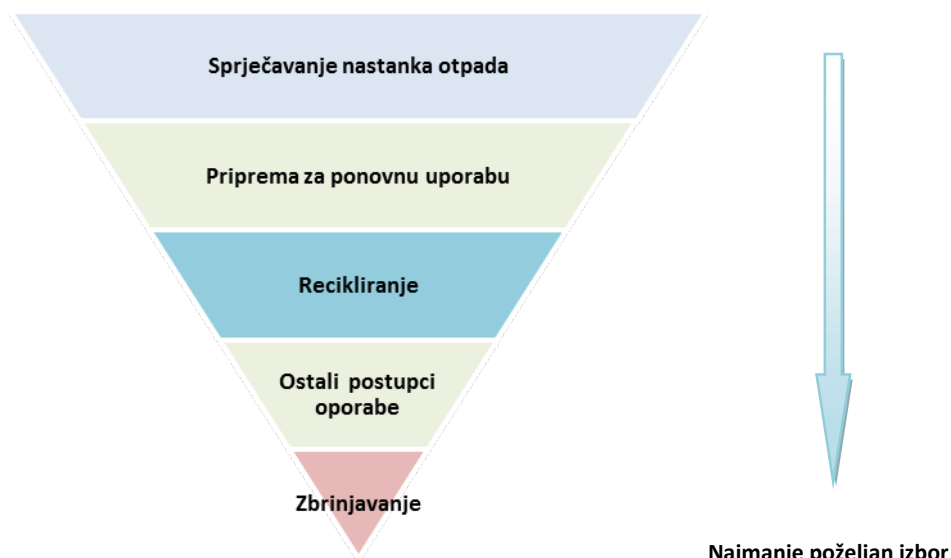 Sprječavanje nastanka otpada
Priprema za ponovnu uporabu
Recikliranje
Ostali postupci
oporabe
Zbrinjavanje
Najmanje poželjan izbor